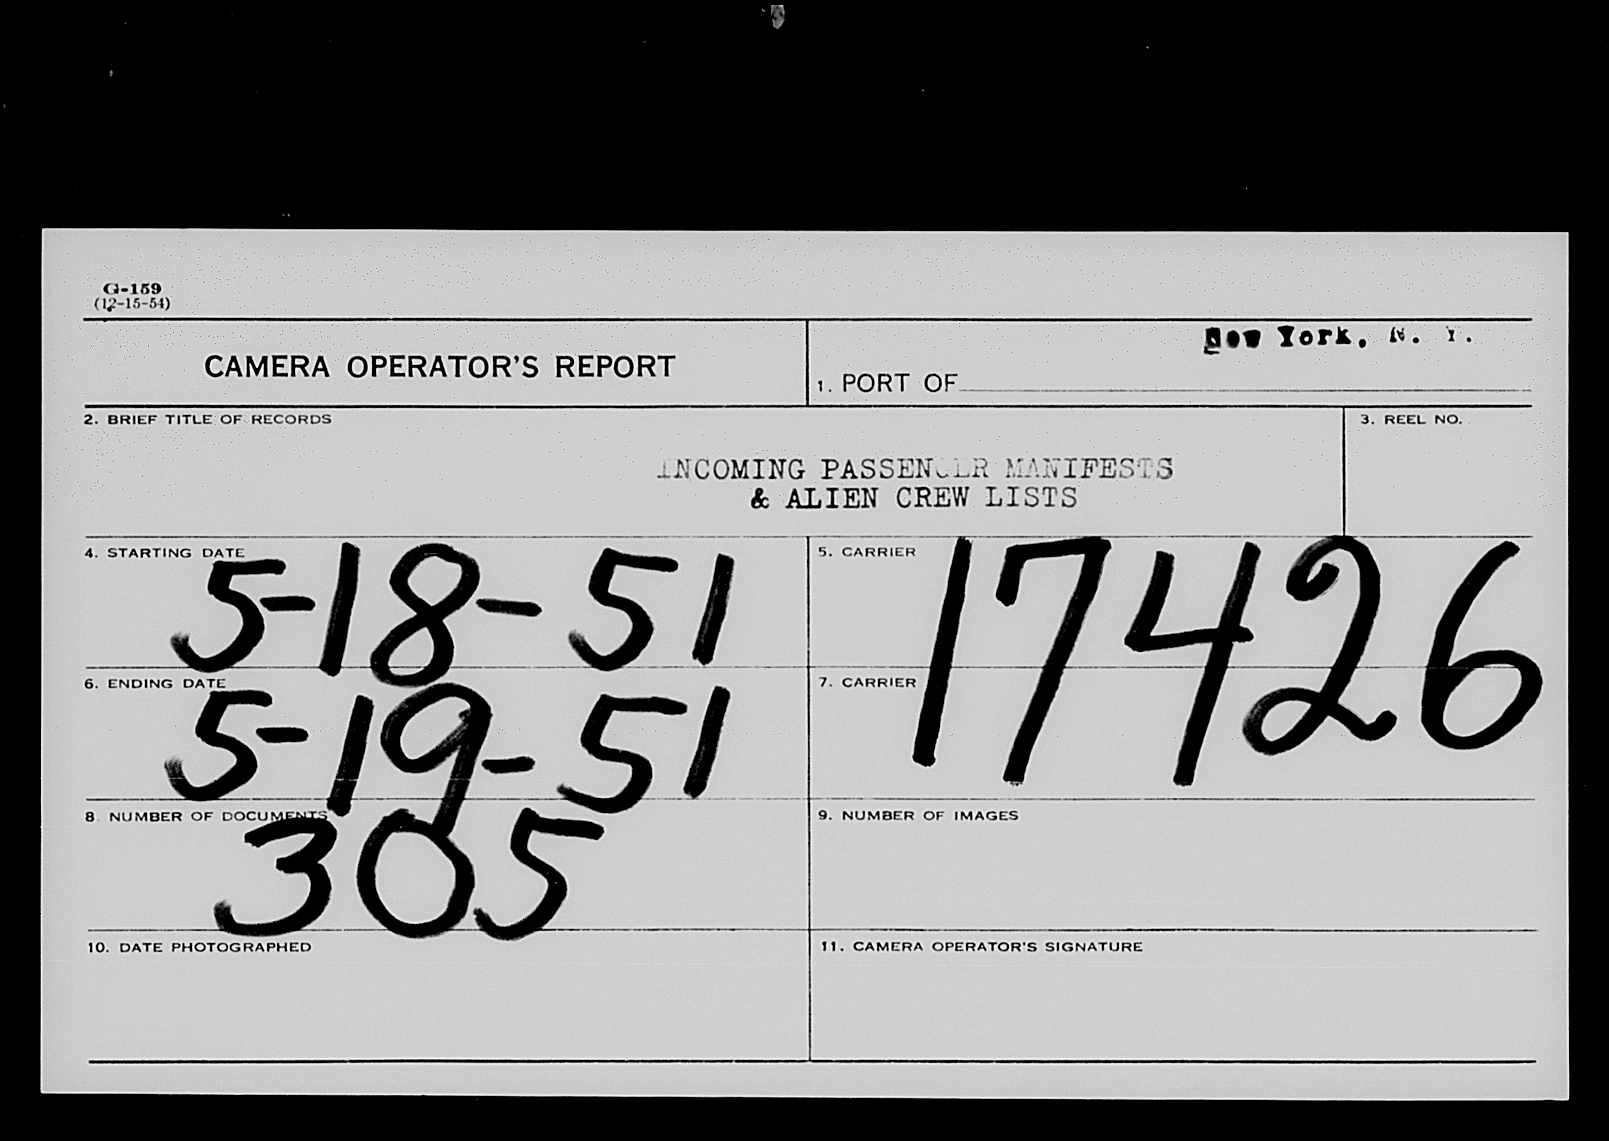 G-159
(12-15-54)
CAMERA OPERATOR'S REPORT
1. PORT OF New York, N. Y.
2. BRIEF TITLE OF RECORDS
INCOMING PASSENGER MANIFESTS
& ALIEN CREW LISTS
3. REEL NO.
4. STARTING DATE
5-18-51
5. CARRIER
17426
6. ENDING DATE
5-19-51
7. CARRIER
8. NUMBER OF DOCUMENTS
305
9. NUMBER OF IMAGES
10. DATE PHOTOGRAPHED
11. CAMERA OPERATOR'S SIGNATURE